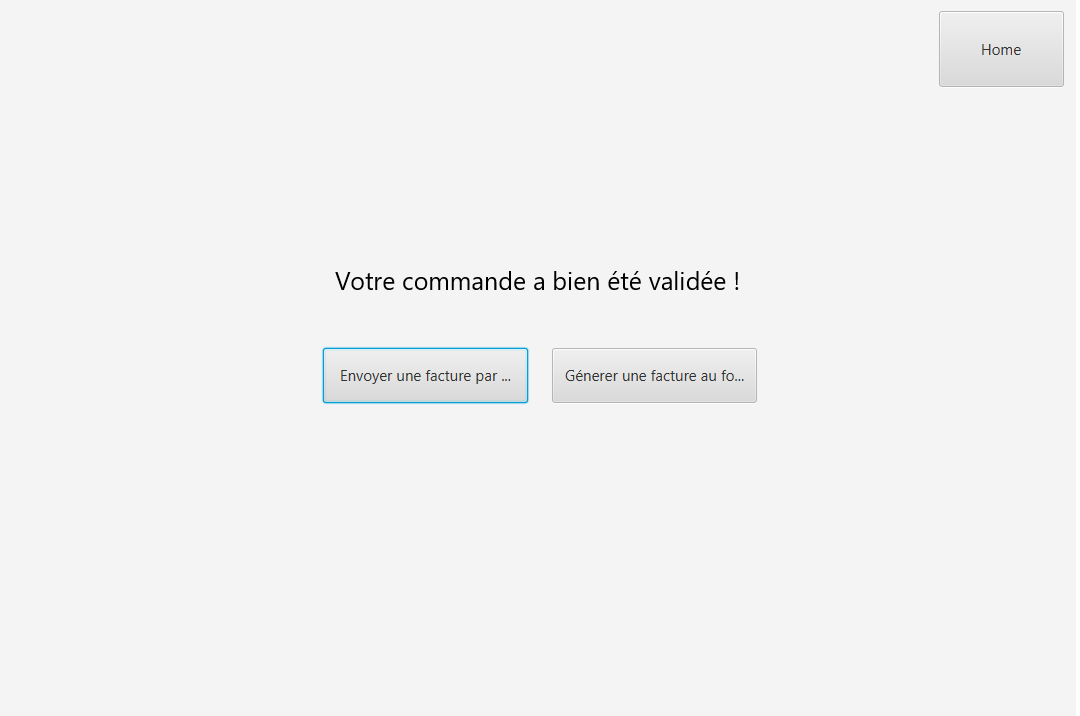 Home
Votre commande a bien été validée !
Envoyer une facture par ...
Génerer une facture au fo...